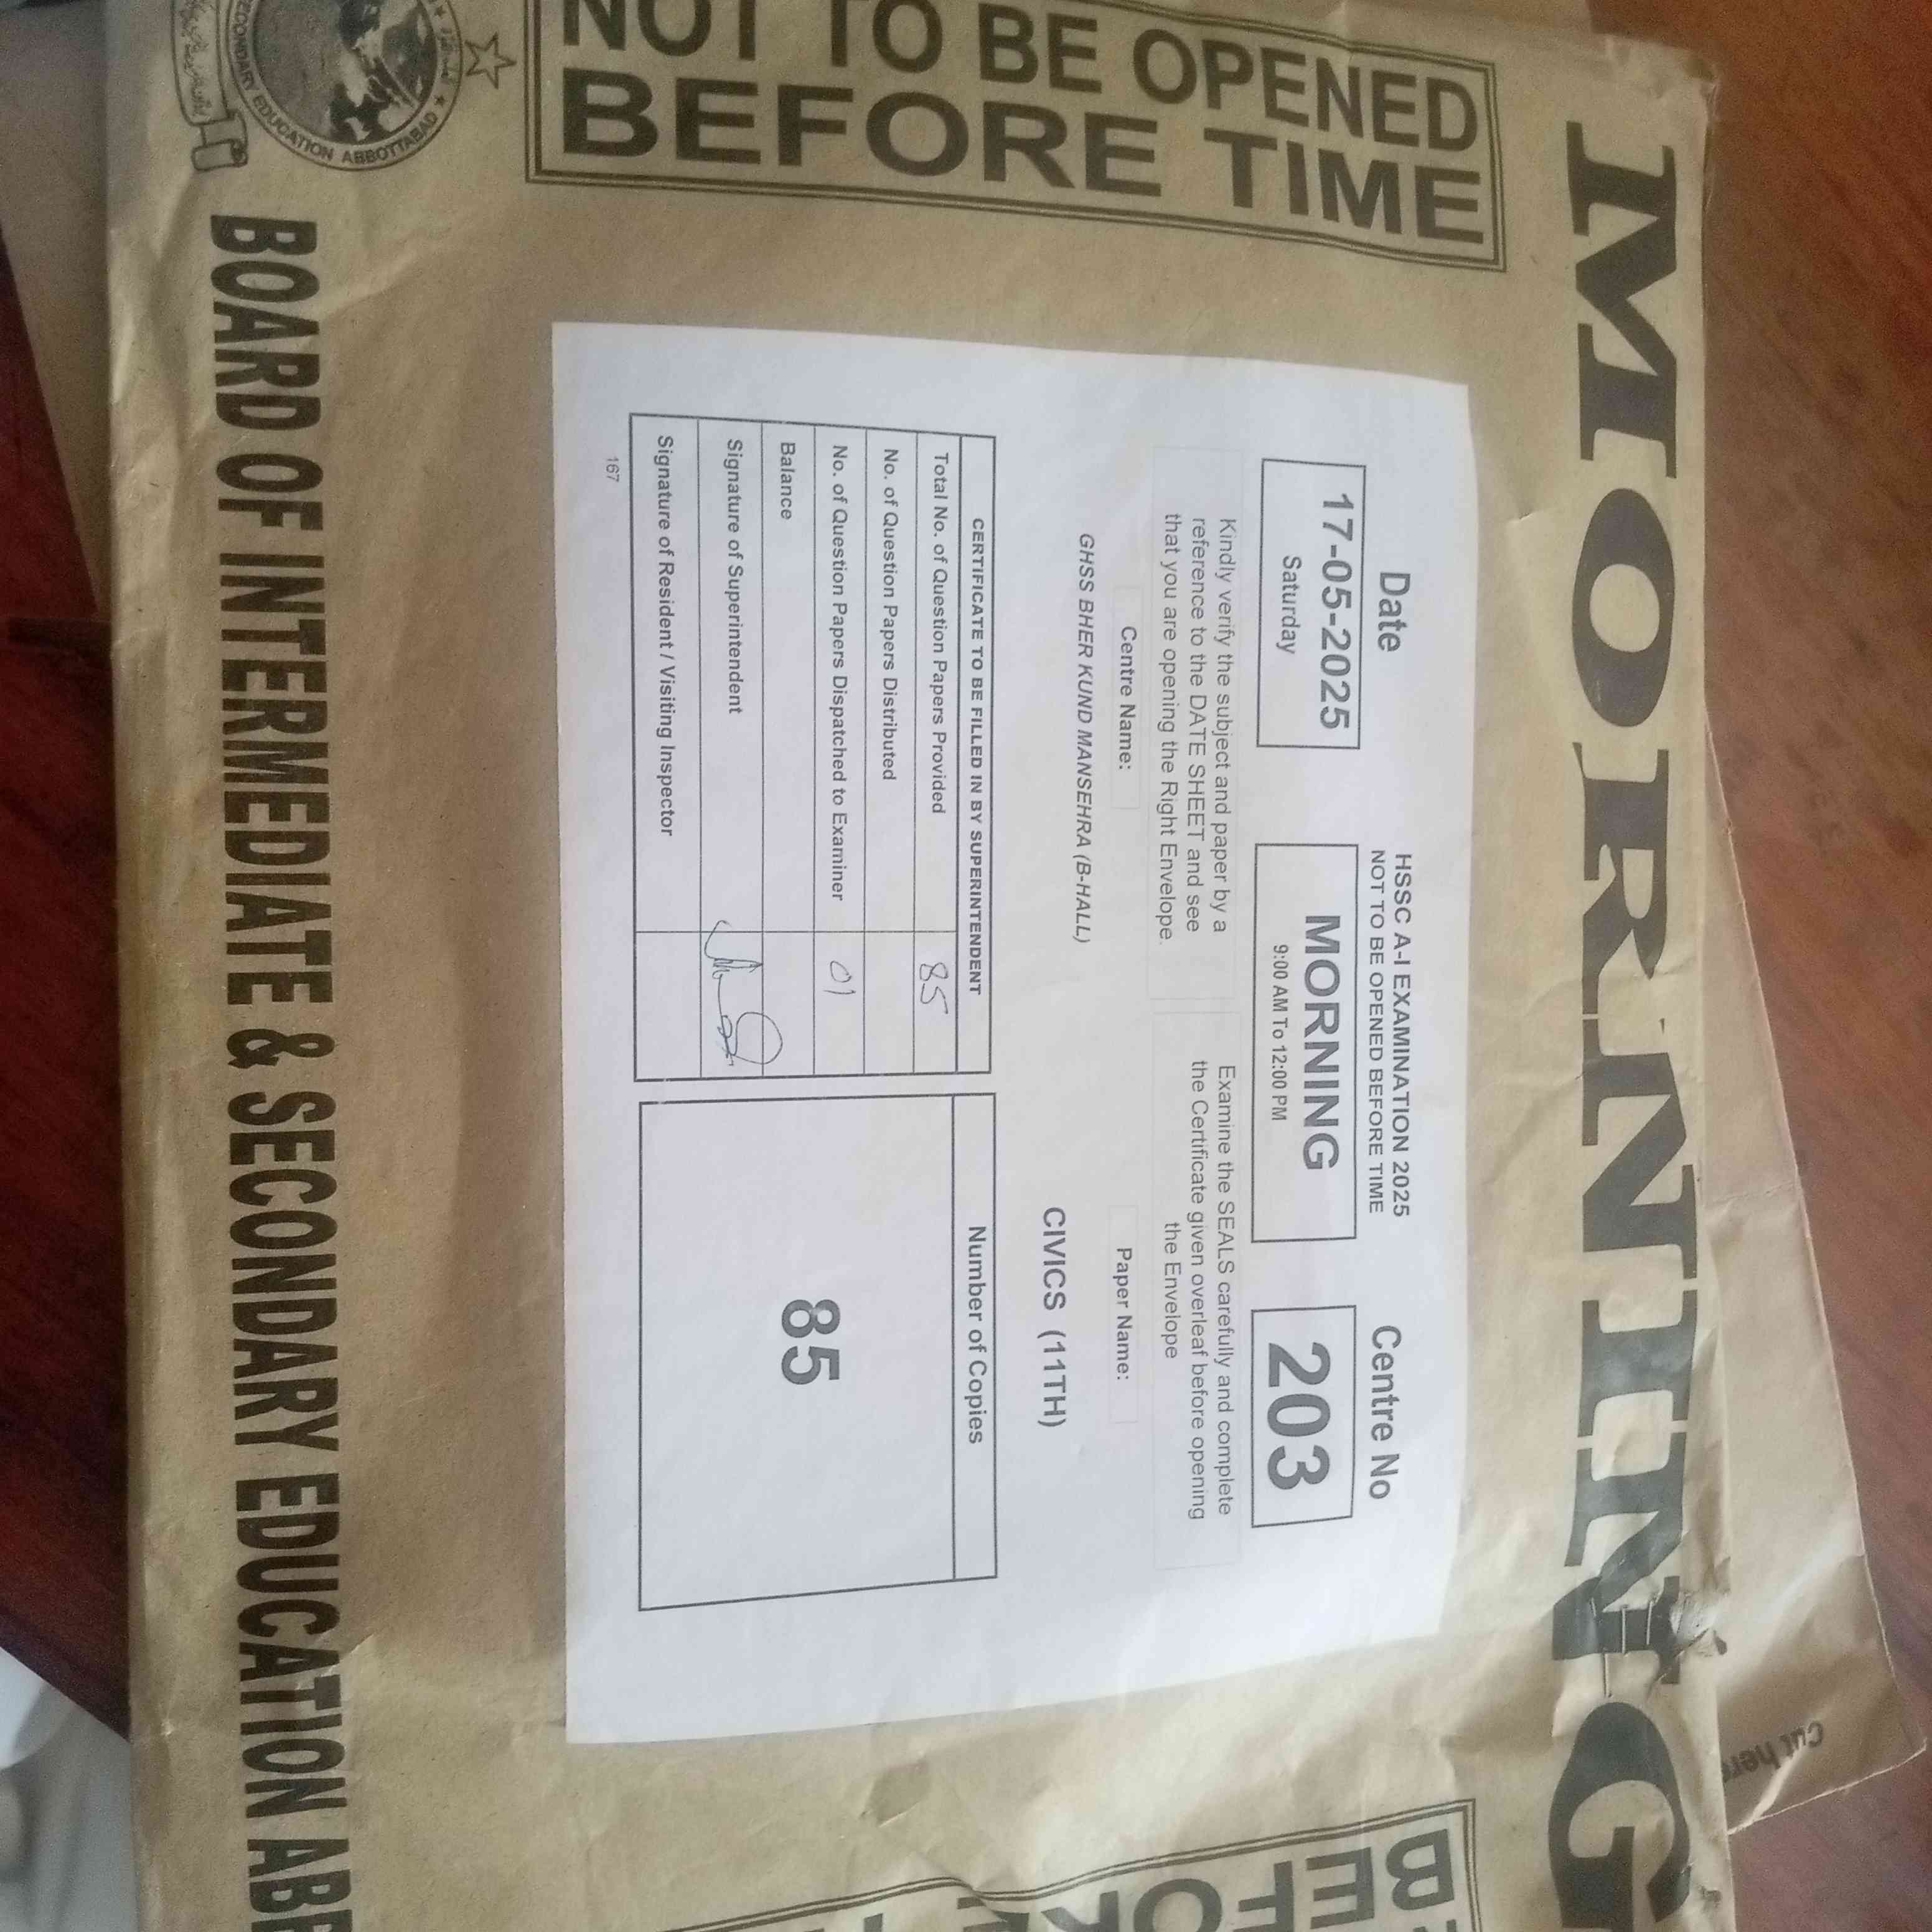 MORNING
NOT TO BE OPENED
BEFORE TIME
Date
17-05-2025
Saturday
HSSC A-I EXAMINATION 2025
NOT TO BE OPENED BEFORE TIME
MORNING
9:00 AM To 12:00 PM
Centre No
203
Kindly verify the subject and paper by a
reference to the DATE SHEET and see
that you are opening the Right Envelope.
Examine the SEALS carefully and complete
the Certificate given overleaf before opening
the Envelope
Centre Name:
GHSS BHER KUND MANSEHRA (B-HALL)
Paper Name:
CIVICS (11TH)
CERTIFICATE TO BE FILLED IN BY SUPERINTENDENT
Total No. of Question Papers Provided 85
No. of Question Papers Distributed
No. of Question Papers Dispatched to Examiner 01
Balance
Signature of Superintendent
Signature of Resident / Visiting Inspector
167
Number of Copies
85
BOARD OF INTERMEDIATE & SECONDARY EDUCATION ABB
SECONDARY EDUCATION ABBOTTABAD
Cut here